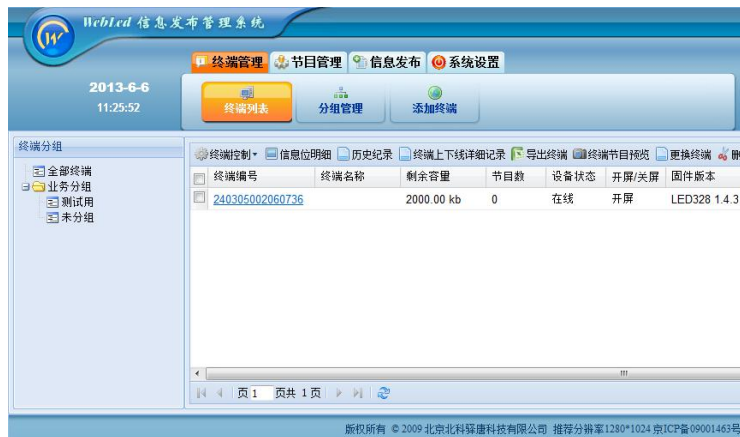 WebLed 信息发布管理系统
终端管理 节目管理 信息发布 系统设置
2013-6-6
11:25:52
终端列表 分组管理 添加终端
终端分组
全部终端
业务分组
测试用
未分组
终端控制 信息位明细 历史纪录 终端上下线详细记录 导出终端 终端节目预览 更换终端
终端编号 终端名称 剩余容量 节目数 设备状态 开屏/关屏 固件版本
240305002060736 2000.00 kb 0 在线 开屏 LED328 1.4.3
页 1 页共 1 页
版权所有 © 2009 北京北科驿唐科技有限公司 推荐分辨率1280*1024 京ICP备09001463号